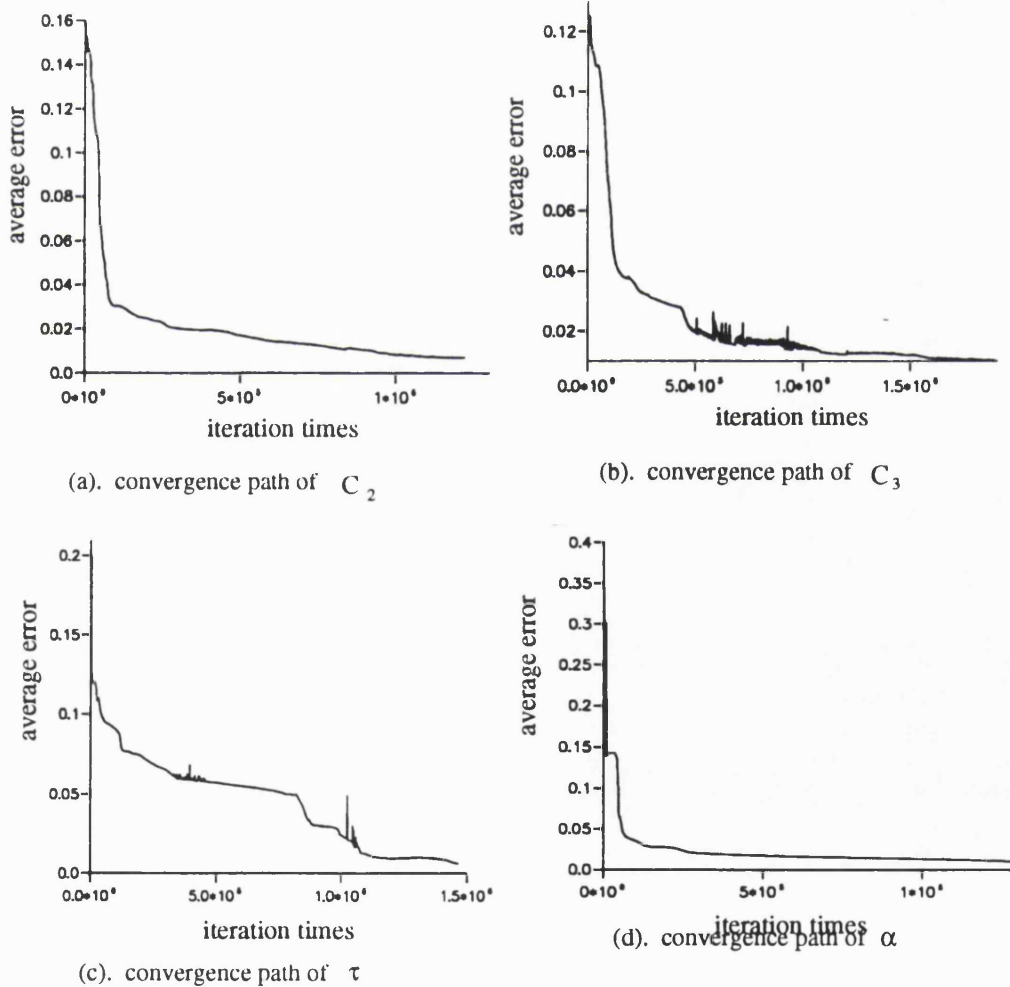 0.16
0.14
0.12
0.1
0.08
0.06
0.04
0.02
0.0
average error
iteration times
(a). convergence path of C₂
0.12
0.1
0.08
0.06
0.04
0.02
average error
iteration times
(b). convergence path of C₃
0.2
0.15
0.1
0.05
0.0
average error
iteration times
(c). convergence path of τ
0.4
0.35
0.3
0.25
0.2
0.15
0.1
0.05
0.0
average error
iteration times
(d). convergence path of α